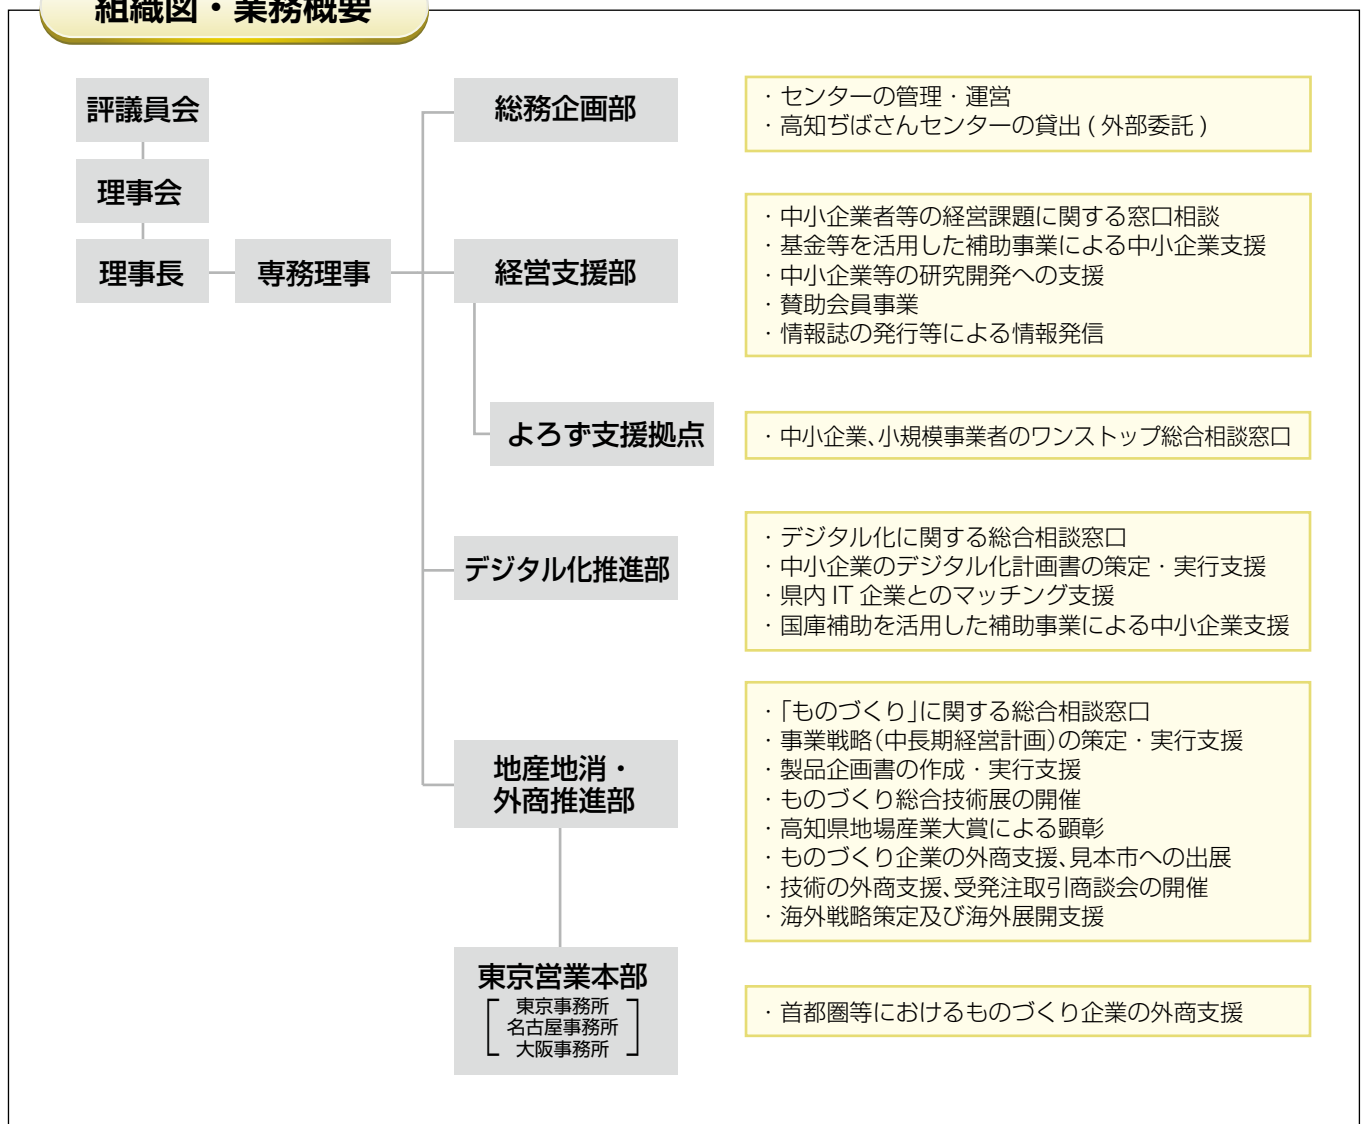 組織図・業務概要
評議員会
理事会
理事長
専務理事
総務企画部
・センターの管理・運営
・高知ぢばさんセンターの貸出(外部委託)
経営支援部
・中小企業者等の経営課題に関する窓口相談
・基金等を活用した補助事業による中小企業支援
・中小企業等の研究開発への支援
・賛助会員事業
・情報誌の発行等による情報発信
よろず支援拠点
・中小企業、小規模事業者のワンストップ総合相談窓口
デジタル化推進部
・デジタル化に関する総合相談窓口
・中小企業のデジタル化計画書の策定・実行支援
・県内IT企業とのマッチング支援
・国庫補助を活用した補助事業による中小企業支援
地産地消・
外商推進部
・「ものづくり」に関する総合相談窓口
・事業戦略(中長期経営計画)の策定・実行支援
・製品企画書の作成・実行支援
・ものづくり総合技術展の開催
・高知県地場産業大賞による顕彰
・ものづくり企業の外商支援、見本市への出展
・技術の外商支援、受発注取引商談会の開催
・海外戦略策定及び海外展開支援
東京営業本部
東京事務所
名古屋事務所
大阪事務所
・首都圏等におけるものづくり企業の外商支援